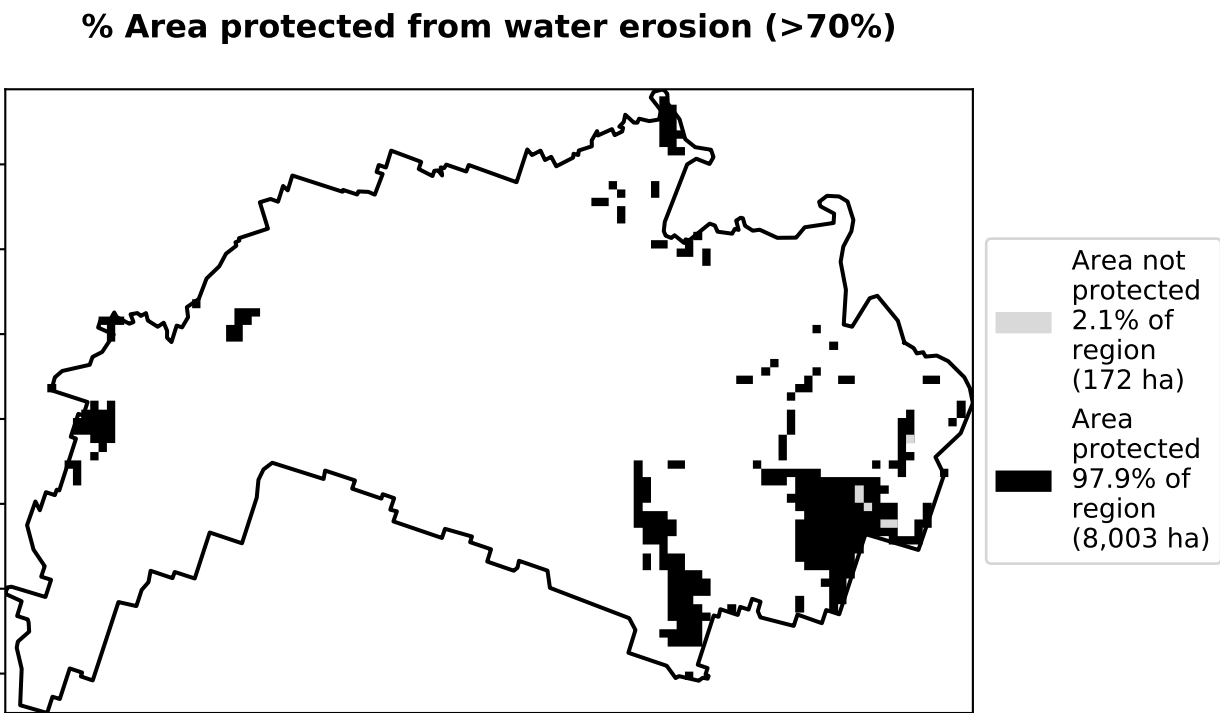 % Area protected from water erosion (>70%)
Area not
protected
2.1% of
region
(172 ha)
Area
protected
97.9% of
region
(8,003 ha)